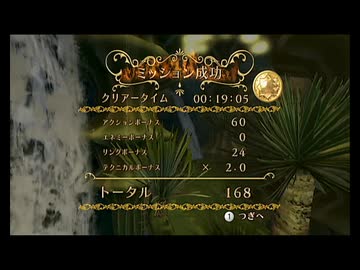 ミッション成功
クリアータイム 00:19:05
アクションボーナス 60
エネミーボーナス 0
リングボーナス 24
テクニカルボーナス × 2.0
トータル 168
1 つぎへ